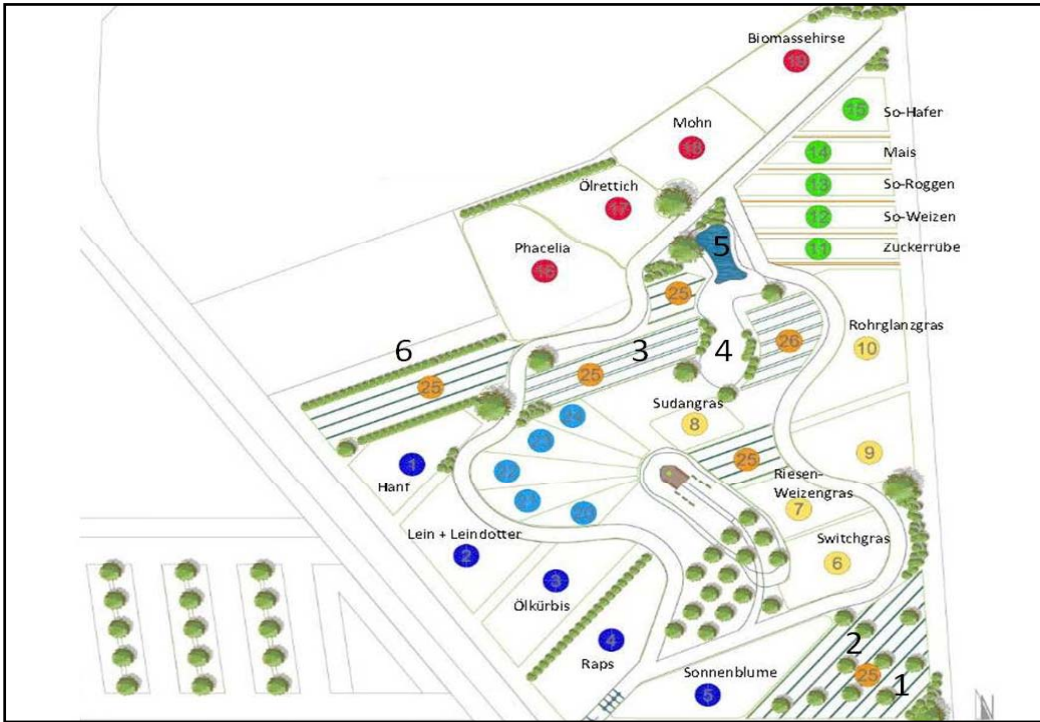 Biomassehirse
19
15
So-Hafer
Mohn
18
14
Mais
Ölrettich
17
13
So-Roggen
12
So-Weizen
Phacelia
16
5
11
Zuckerrübe
25
Rohrglanzgras
6
3
4
26
10
25
25
Sudangras
8
1
Hanf
25
9
Riesen-
Weizengras
7
Lein + Leindotter
2
Switchgras
6
3
Ölkürbis
4
Raps
2
Sonnenblume
25
1
5
N